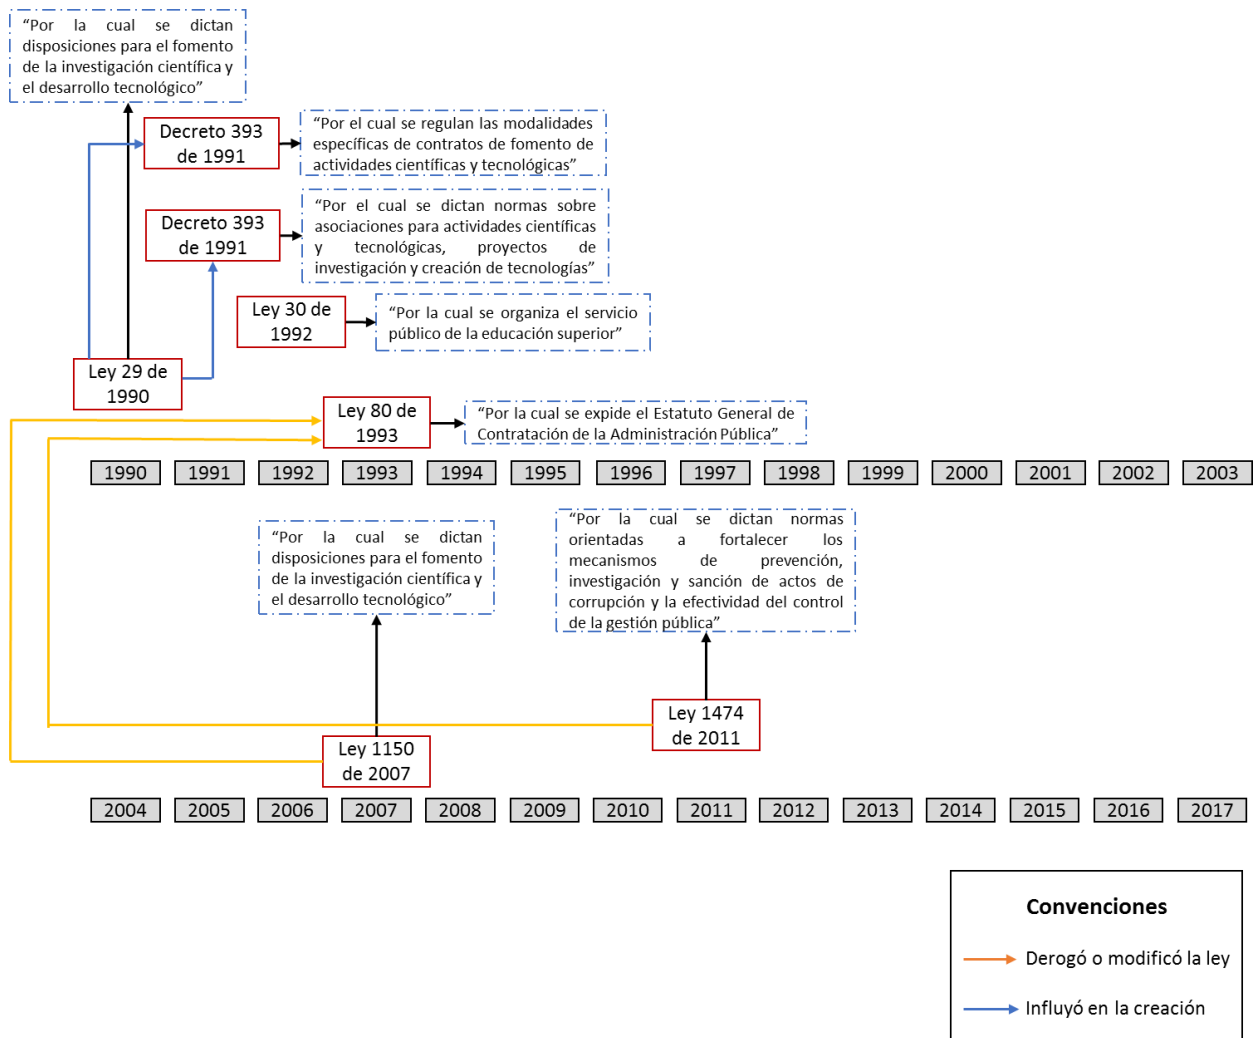 “Por la cual se dictan
disposiciones para el fomento
de la investigación científica y
el desarrollo tecnológico”
Decreto 393
de 1991
“Por el cual se regulan las modalidades
específicas de contratos de fomento de
actividades científicas y tecnológicas”
Decreto 393
de 1991
“Por el cual se dictan normas sobre
asociaciones para actividades científicas
y tecnológicas, proyectos de
investigación y creación de tecnologías”
Ley 30 de
1992
“Por la cual se organiza el servicio
público de la educación superior”
Ley 29 de
1990
Ley 80 de
1993
“Por la cual se expide el Estatuto General de
Contratación de la Administración Pública”
1990 1991 1992 1993 1994 1995 1996 1997 1998 1999 2000 2001 2002 2003
“Por la cual se dictan
disposiciones para el fomento
de la investigación científica y
el desarrollo tecnológico”
“Por la cual se dictan normas
orientadas a fortalecer los
mecanismos de prevención,
investigación y sanción de actos de
corrupción y la efectividad del control
de la gestión pública”
Ley 1474
de 2011
Ley 1150
de 2007
2004 2005 2006 2007 2008 2009 2010 2011 2012 2013 2014 2015 2016 2017
Convenciones
Derogó o modificó la ley
Influyó en la creación